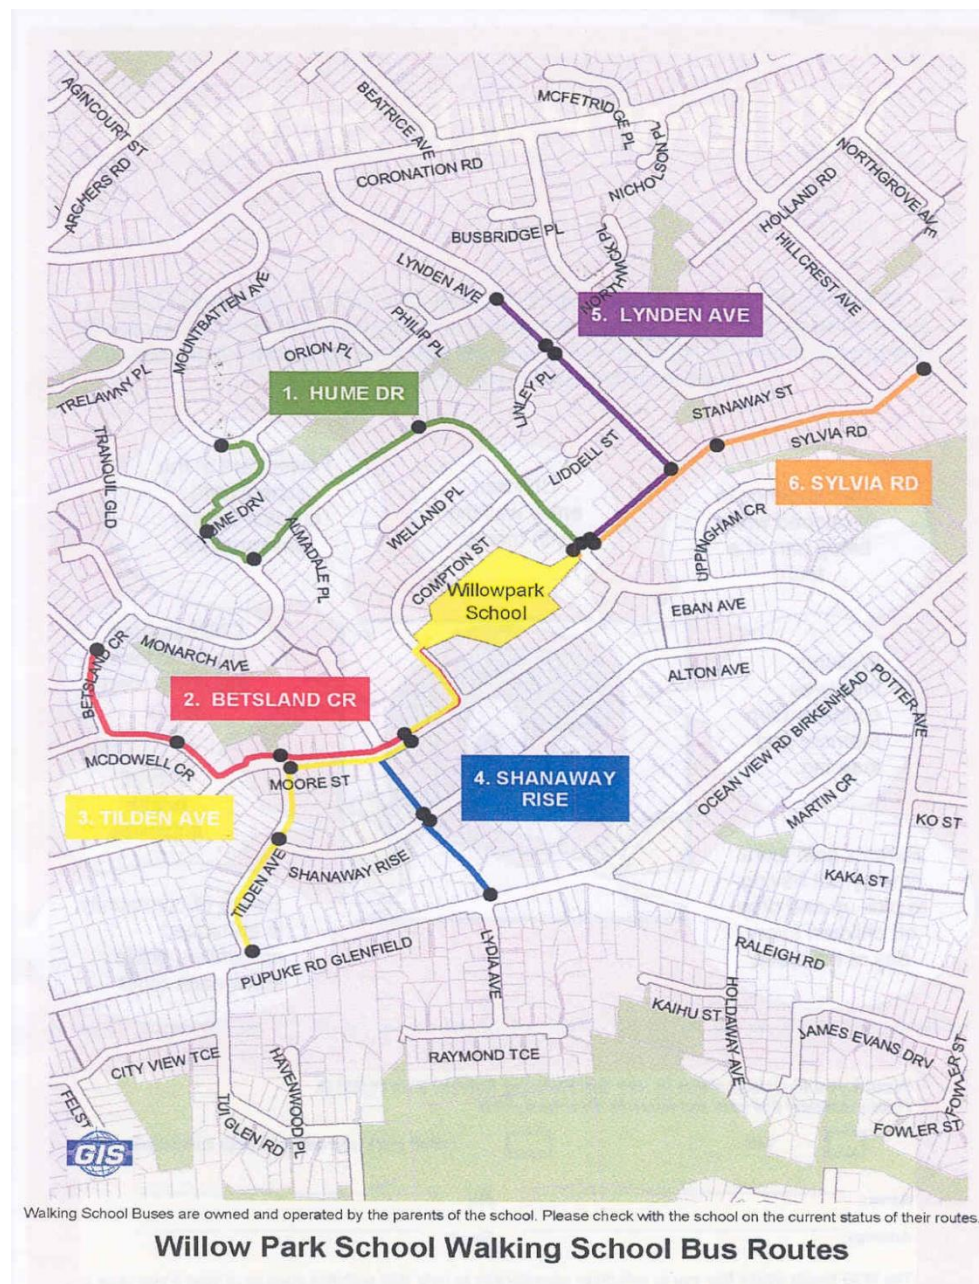 AGINCOURT ST
ARCHERS RD
BEATRICE AVE
MCFETRIDGE PL
NICHOLSON PL
NORTHGROVE AVE
CORONATION RD
HOLLAND RD
BUSBRIDGE PL
HILLCREST AVE
LYNDEN AVE
NORTHWICK PL
MOUNTBATTEN AVE
5. LYNDEN AVE
PHILIP PL
ORION PL
TRELAWNY PL
1. HUME DR
LINLEY PL
STANAWAY ST
SYLVIA RD
TRANQUIL GLD
LIDDELL ST
6. SYLVIA RD
HUME DRV
WELLAND PL
ALMADALE PL
UPPINGHAM CR
COMPTON ST
Willowpark
School
EBAN AVE
MONARCH AVE
BETSLAND CR
ALTON AVE
POTTER AVE
2. BETSLAND CR
OCEAN VIEW RD BIRKENHEAD
MCDOWELL CR
MOORE ST
4. SHANAWAY
RISE
MARTIN CR
3. TILDEN AVE
KO ST
SHANAWAY RISE
TILDEN AVE
KAKA ST
PUPUKE RD GLENFIELD
LYDIA AVE
RALEIGH RD
KAIHU ST
HOLDAWAY AVE
JAMES EVANS DRV
RAYMOND TCE
CITY VIEW TCE
HAVENWOOD PL
FELST
TUI GLEN RD
FOWLER ST
FOWLER ST
GIS
Walking School Buses are owned and operated by the parents of the school. Please check with the school on the current status of their routes.
Willow Park School Walking School Bus Routes